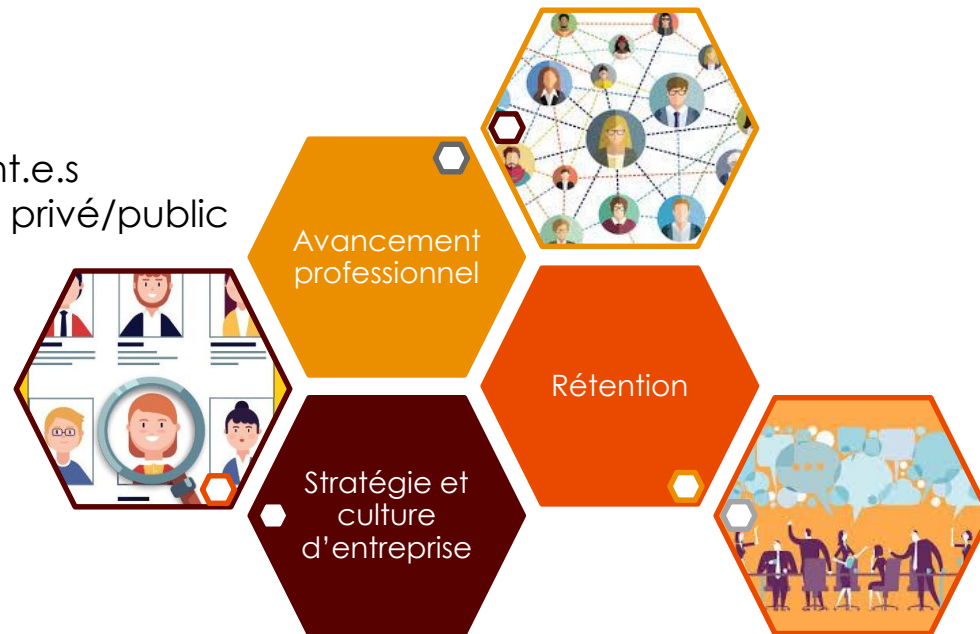 nt.e.s
privé/public
Avancement
professionnel
Rétention
Stratégie et
culture
d’entreprise